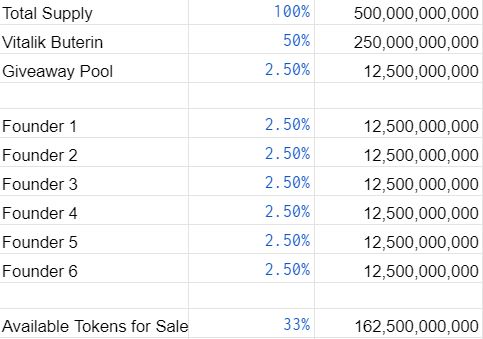 Total Supply 100% 500,000,000,000
Vitalik Buterin 50% 250,000,000,000
Giveaway Pool 2.50% 12,500,000,000
Founder 1 2.50% 12,500,000,000
Founder 2 2.50% 12,500,000,000
Founder 3 2.50% 12,500,000,000
Founder 4 2.50% 12,500,000,000
Founder 5 2.50% 12,500,000,000
Founder 6 2.50% 12,500,000,000
Available Tokens for Sale 33% 162,500,000,000